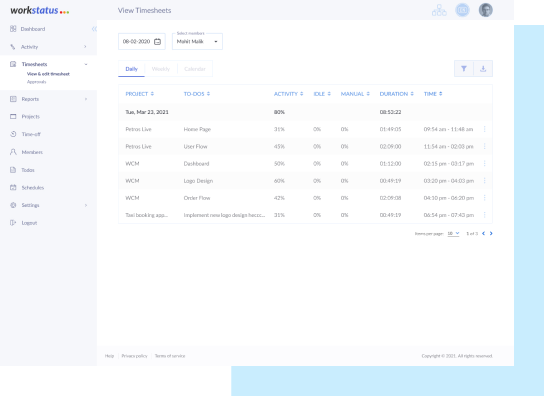 workstatus
View Timesheets
Dashboard
Activity
Timesheets
View & edit timesheet
Approvals
Reports
Projects
Time-off
Members
Todos
Schedules
Settings
Logout
Select members
08-02-2020 Mohit Malik
Daily Weekly Calendar
PROJECT TO-DOS ACTIVITY IDLE MANUAL DURATION TIME
Tue, Mar 23, 2021 80% 08:53:22
Petros Live Home Page 31% 0% 0% 01:49:05 09:54 am - 11:48 am
Petros Live User Flow 45% 0% 0% 02:09:00 11:54 am - 02:03 pm
WCM Dashboard 50% 0% 0% 01:12:00 02:15 pm - 03:17 pm
WCM Logo Design 60% 0% 0% 00:49:19 03:20 pm - 04:03 pm
WCM Order Flow 42% 0% 0% 02:09:08 04:10 pm - 06:20 pm
Taxi booking app... Implement new logo design 31% 0% 0% 00:49:19 06:54 pm - 07:43 pm
Items per page: 10 1 of 1
Help Privacy policy Terms of service Copyright © 2021. All rights reserved